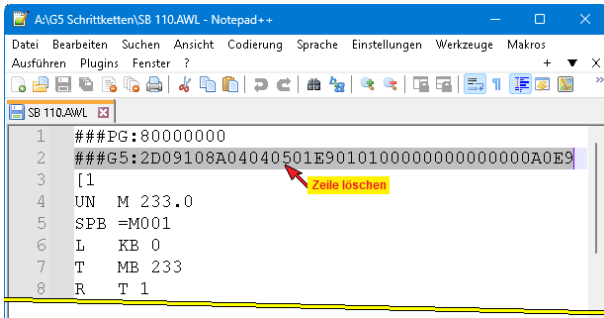 A:\G5 Schrittketten\SB 110.AWL - Notepad++
Datei Bearbeiten Suchen Ansicht Codierung Sprache Einstellungen Werkzeuge Makros
Ausführen Plugins Fenster ? + ▼ X
SB 110.AWL
1 ###PG:80000000
2 ###G5:2D09108A04040501E90101000000000000000A0E9
Zeile löschen
3 [1
4 UN M 233.0
5 SPB =M001
6 L KB 0
7 T MB 233
8 R T 1